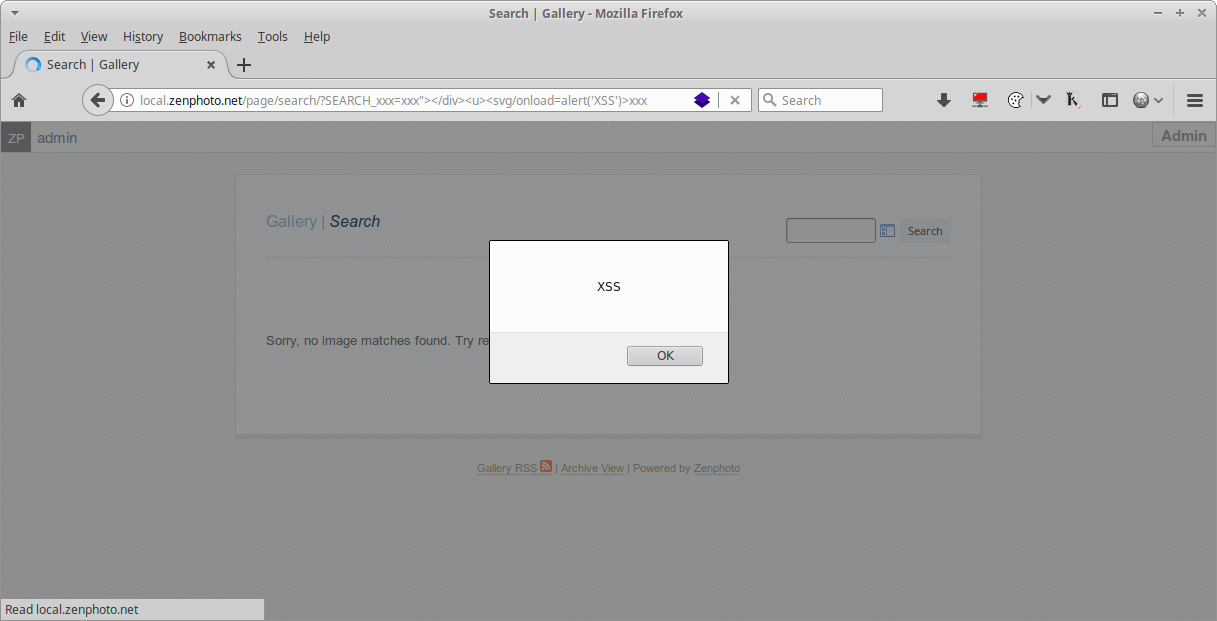 Search | Gallery - Mozilla Firefox
File Edit View History Bookmarks Tools Help
Search | Gallery
local.zenphoto.net/page/search/?SEARCH_xxx=xxx"></div><u><svg/onload=alert('XSS')>xxx Search
ZP admin Admin
Gallery | Search
Search
XSS
Sorry, no image matches found. Try re
OK
Gallery RSS | Archive View | Powered by Zenphoto
Read local.zenphoto.net